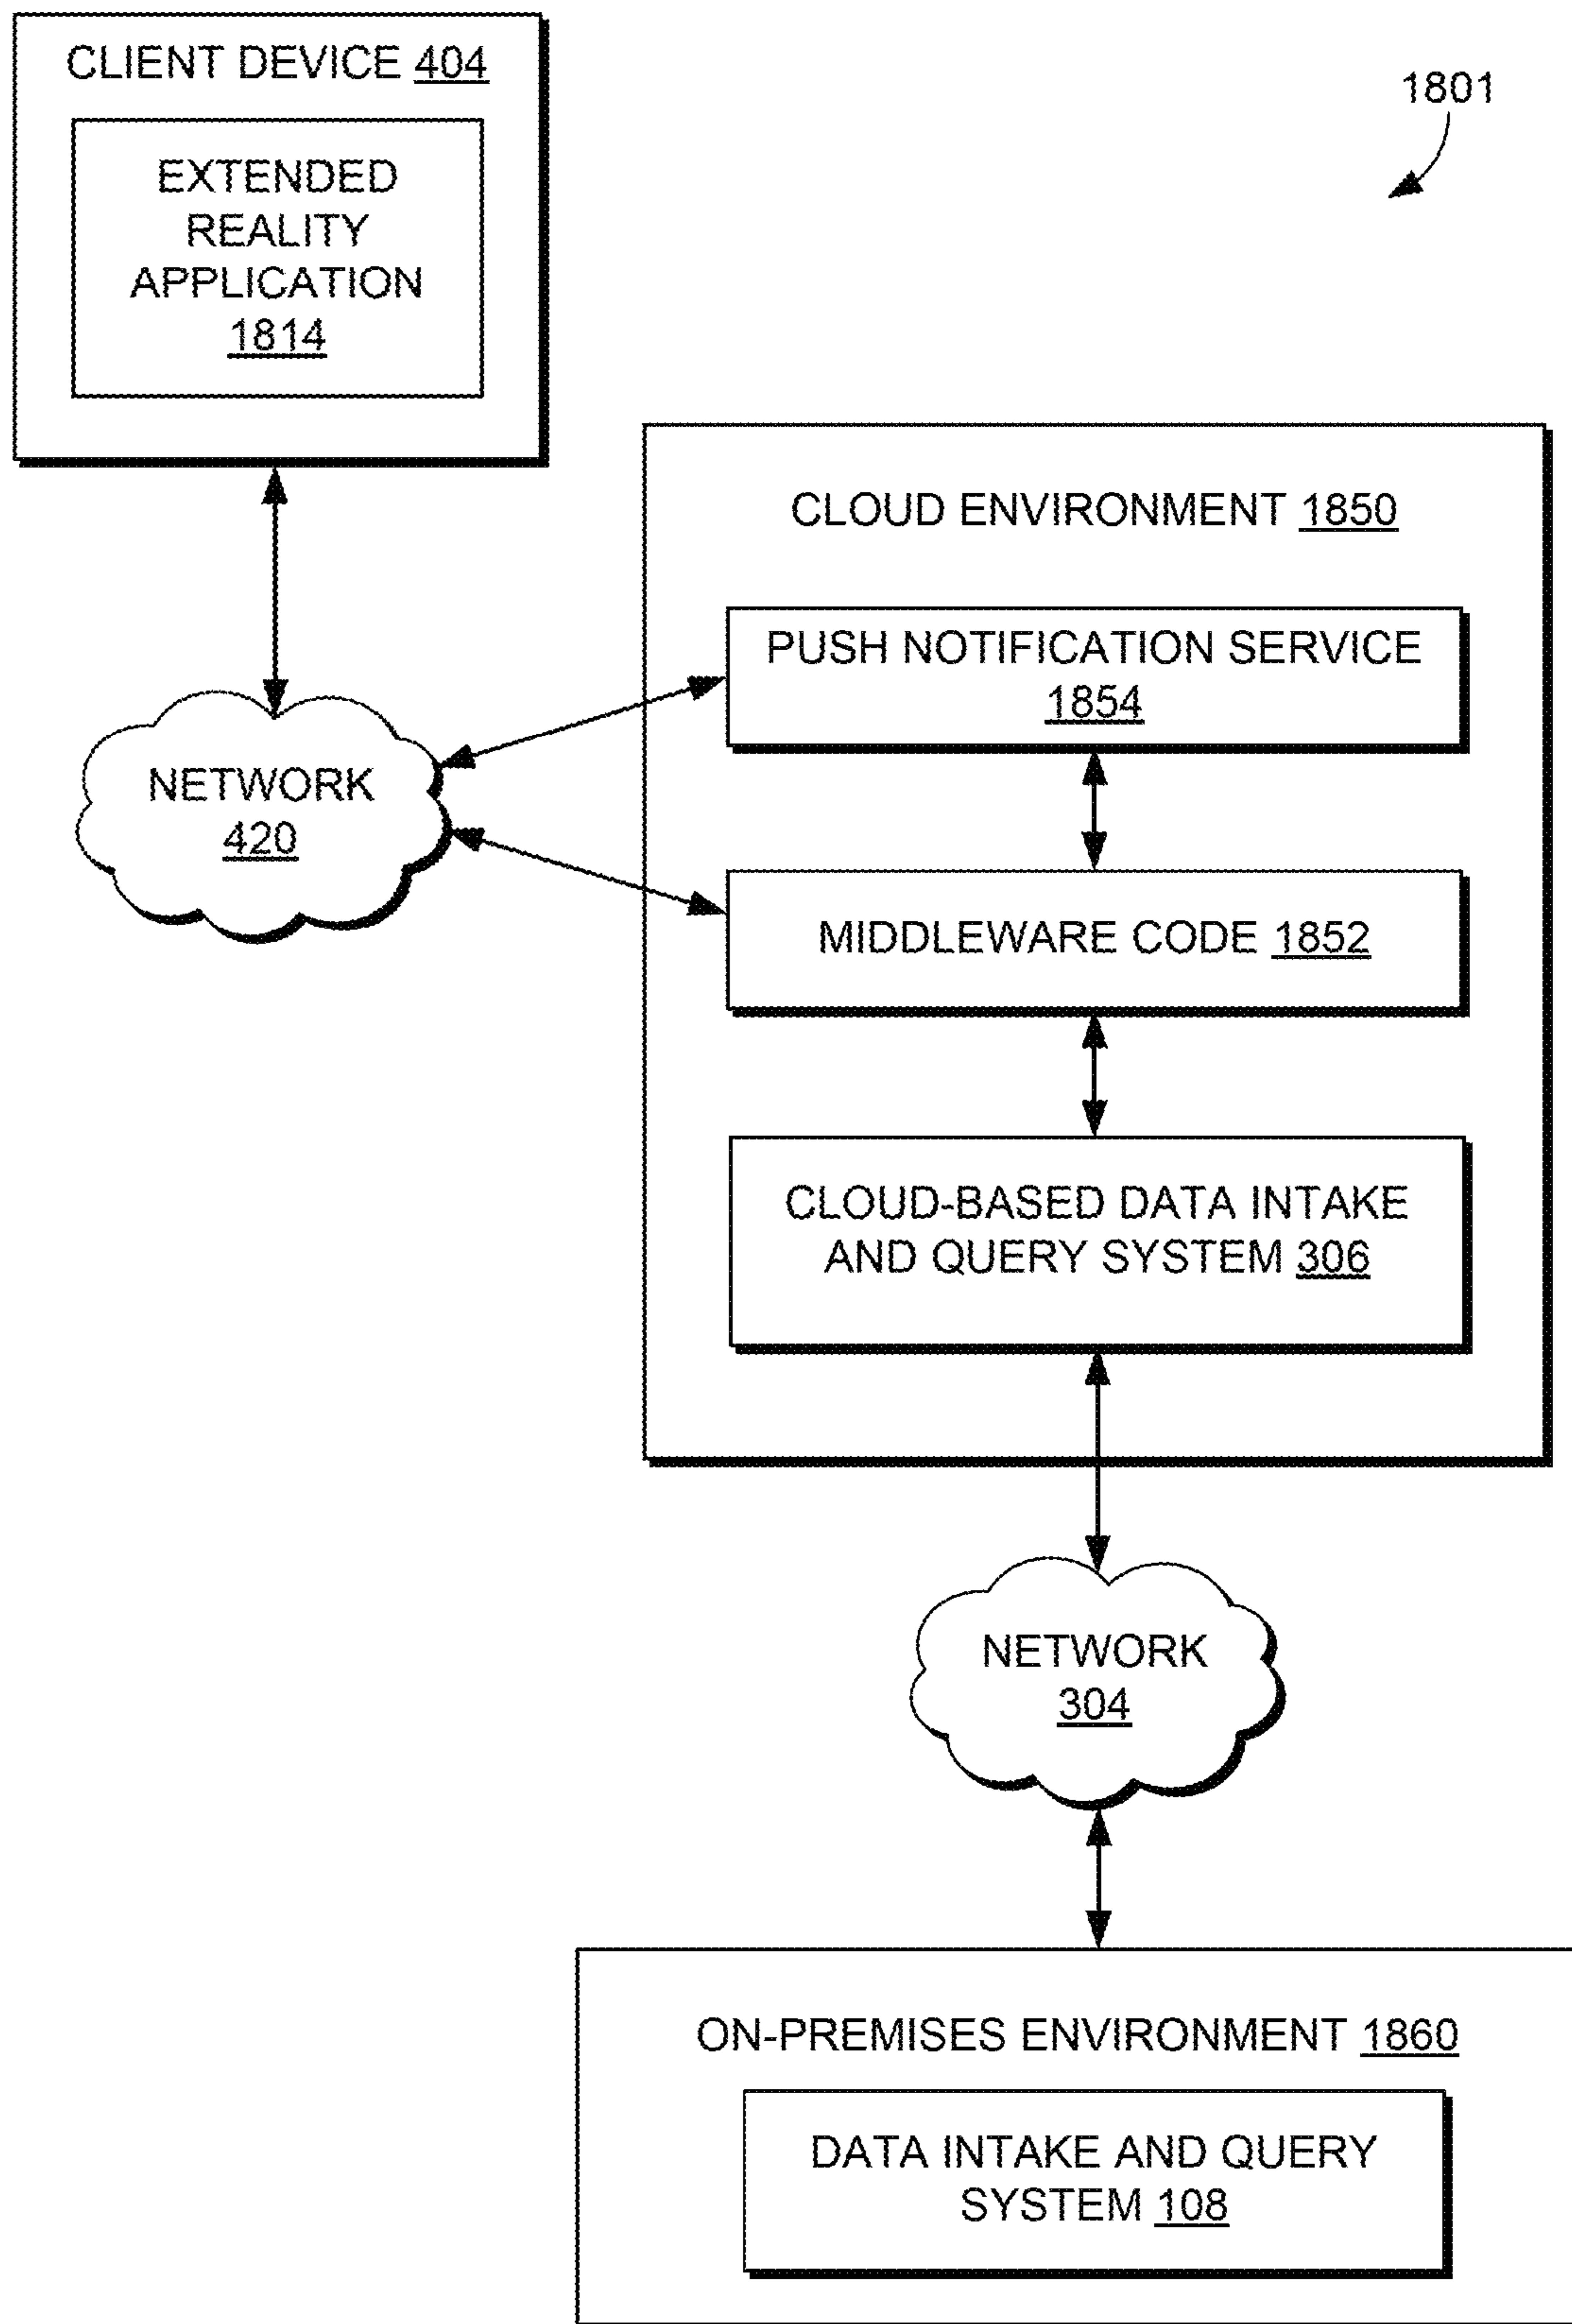 CLIENT DEVICE 404
1801
EXTENDED
REALITY
APPLICATION
1814
CLOUD ENVIRONMENT 1850
PUSH NOTIFICATION SERVICE
1854
NETWORK
420
MIDDLEWARE CODE 1852
CLOUD-BASED DATA INTAKE
AND QUERY SYSTEM 306
NETWORK
304
ON-PREMISES ENVIRONMENT 1860
DATA INTAKE AND QUERY
SYSTEM 108